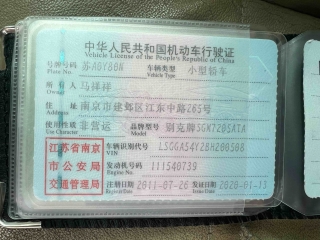 中华人民共和国机动车行驶证
Vehicle License of the People's Republic of China
号牌号码 苏A8Y88N 车辆类型 小型轿车
Plate No. Vehicle Type
所有人 马祥祥
Owner
住址 南京市建邺区江东中路265号
Address
使用性质 非营运 品牌型号 别克牌SGK7205ATA
Use Character Model
江苏省南京 车辆识别代号 LSGGA54Y2BH280508
VIN
市公安局 发动机号码 111540739
Engine No.
交通管理局 注册日期 2011-07-26 发证日期 2020-01-13
Register Date Issue Date